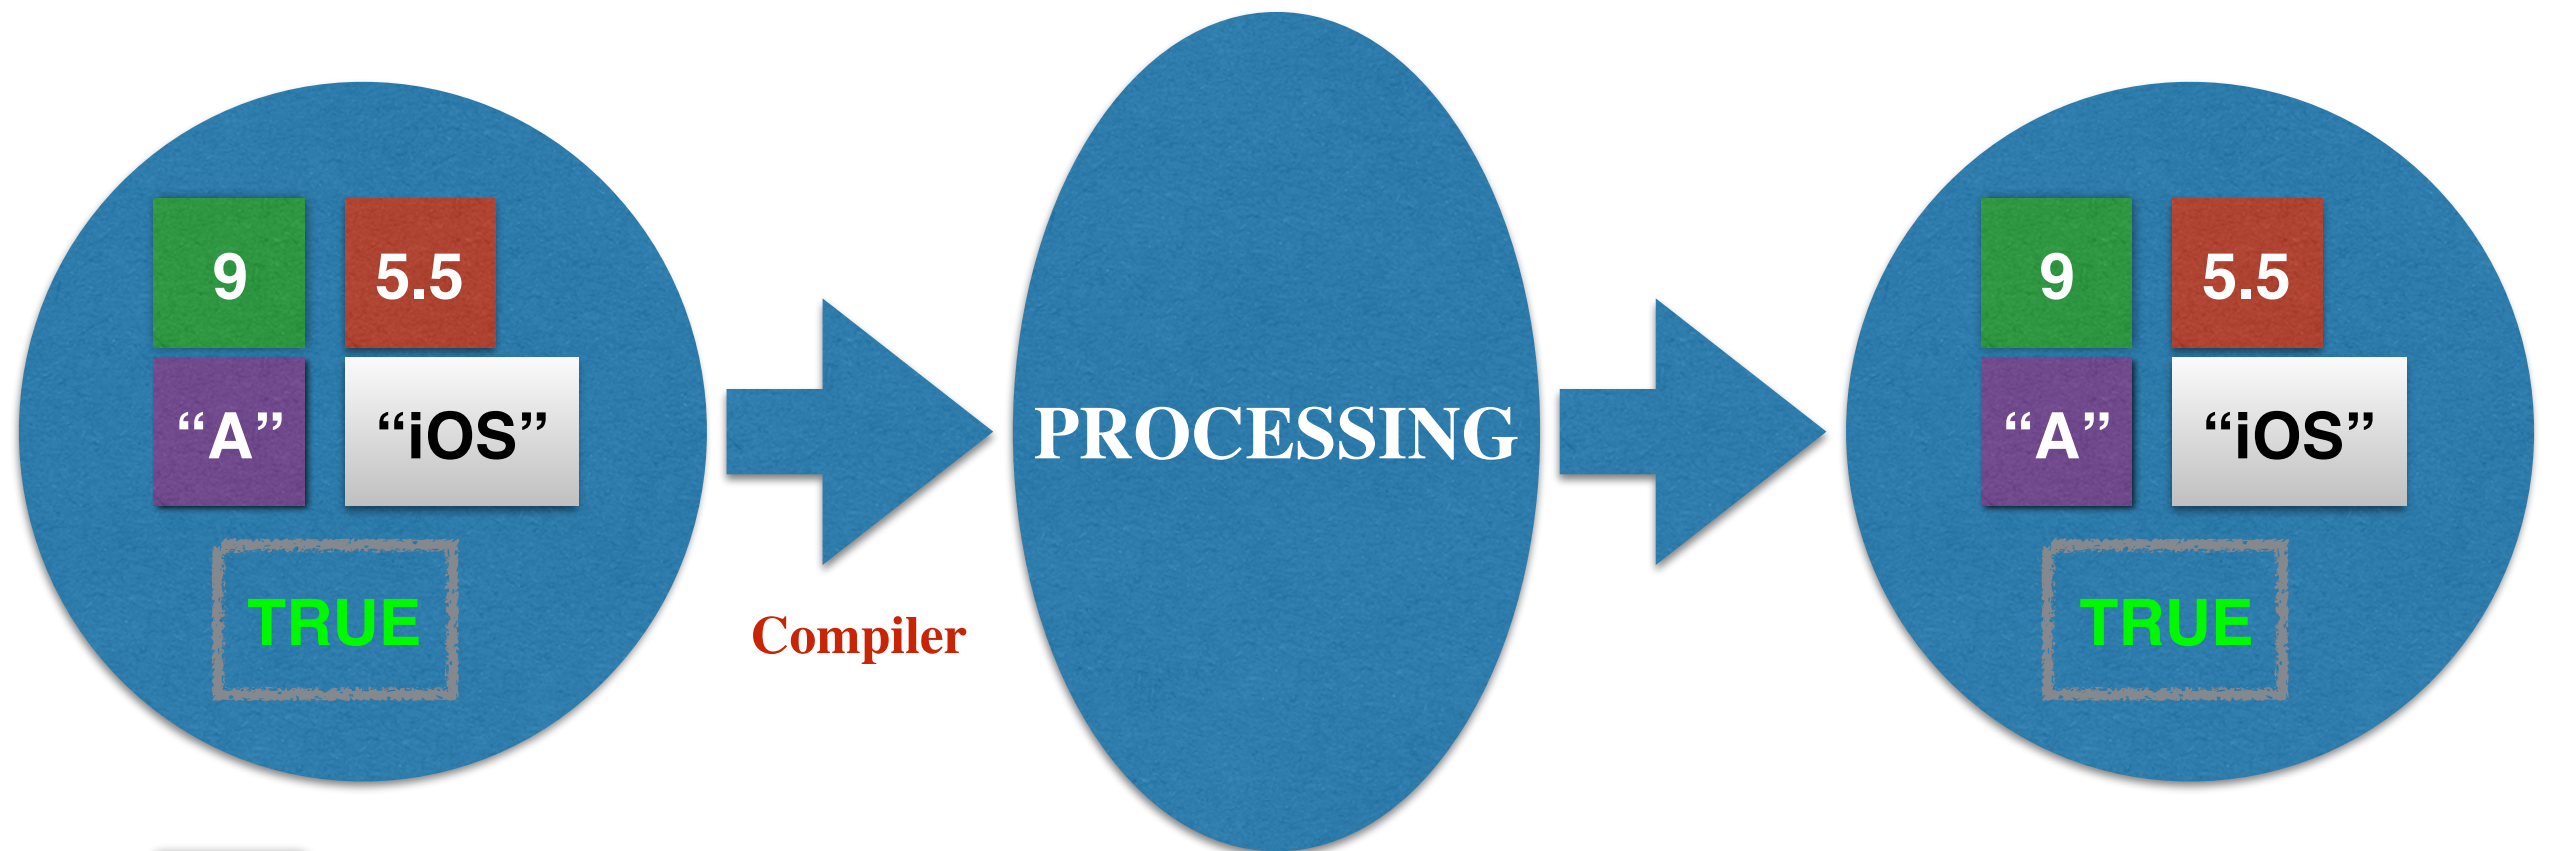 9
5.5
“A”
“iOS”
TRUE
Compiler
PROCESSING
9
5.5
“A”
“iOS”
TRUE